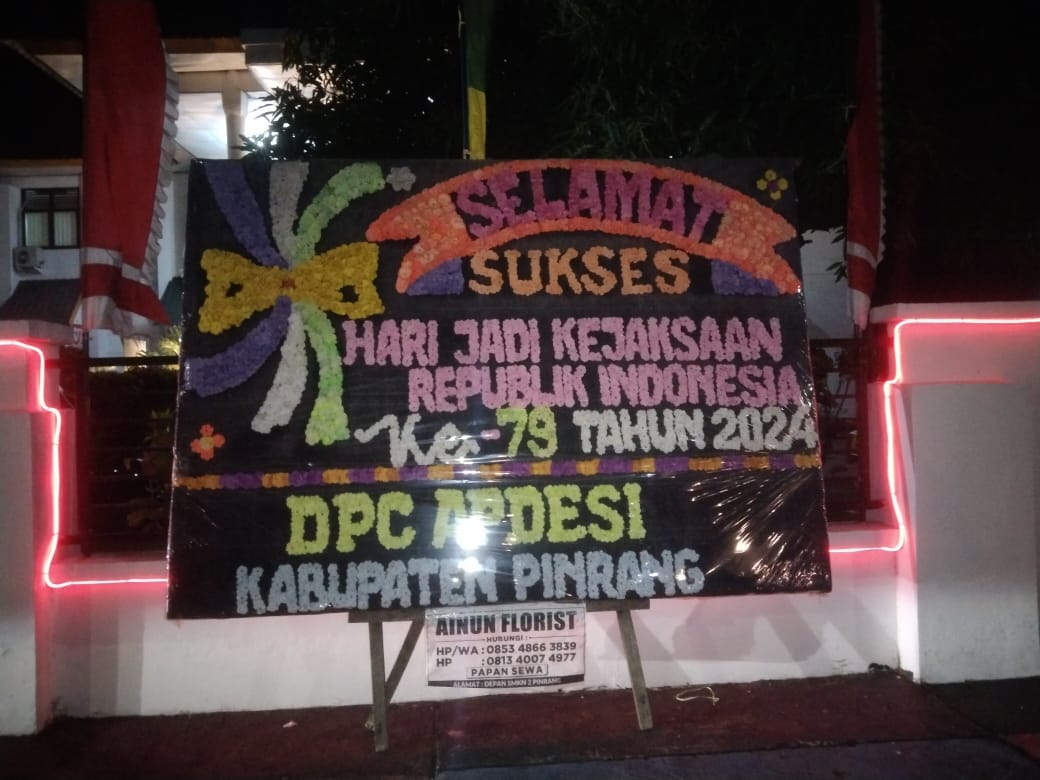 SELAMAT
SUKSES
HARI JADI KEJAKSAAN
REPUBLIK INDONESIA
Ke-79 TAHUN 2024
DPC APDESI
KABUPATEN PINRANG
AINUN FLORIST
HUBUNGI :
HP/WA : 0853 4866 3839
HP : 0813 4007 4977
PAPAN SEWA
ALAMAT : DEPAN SMKN 2 PINRANG